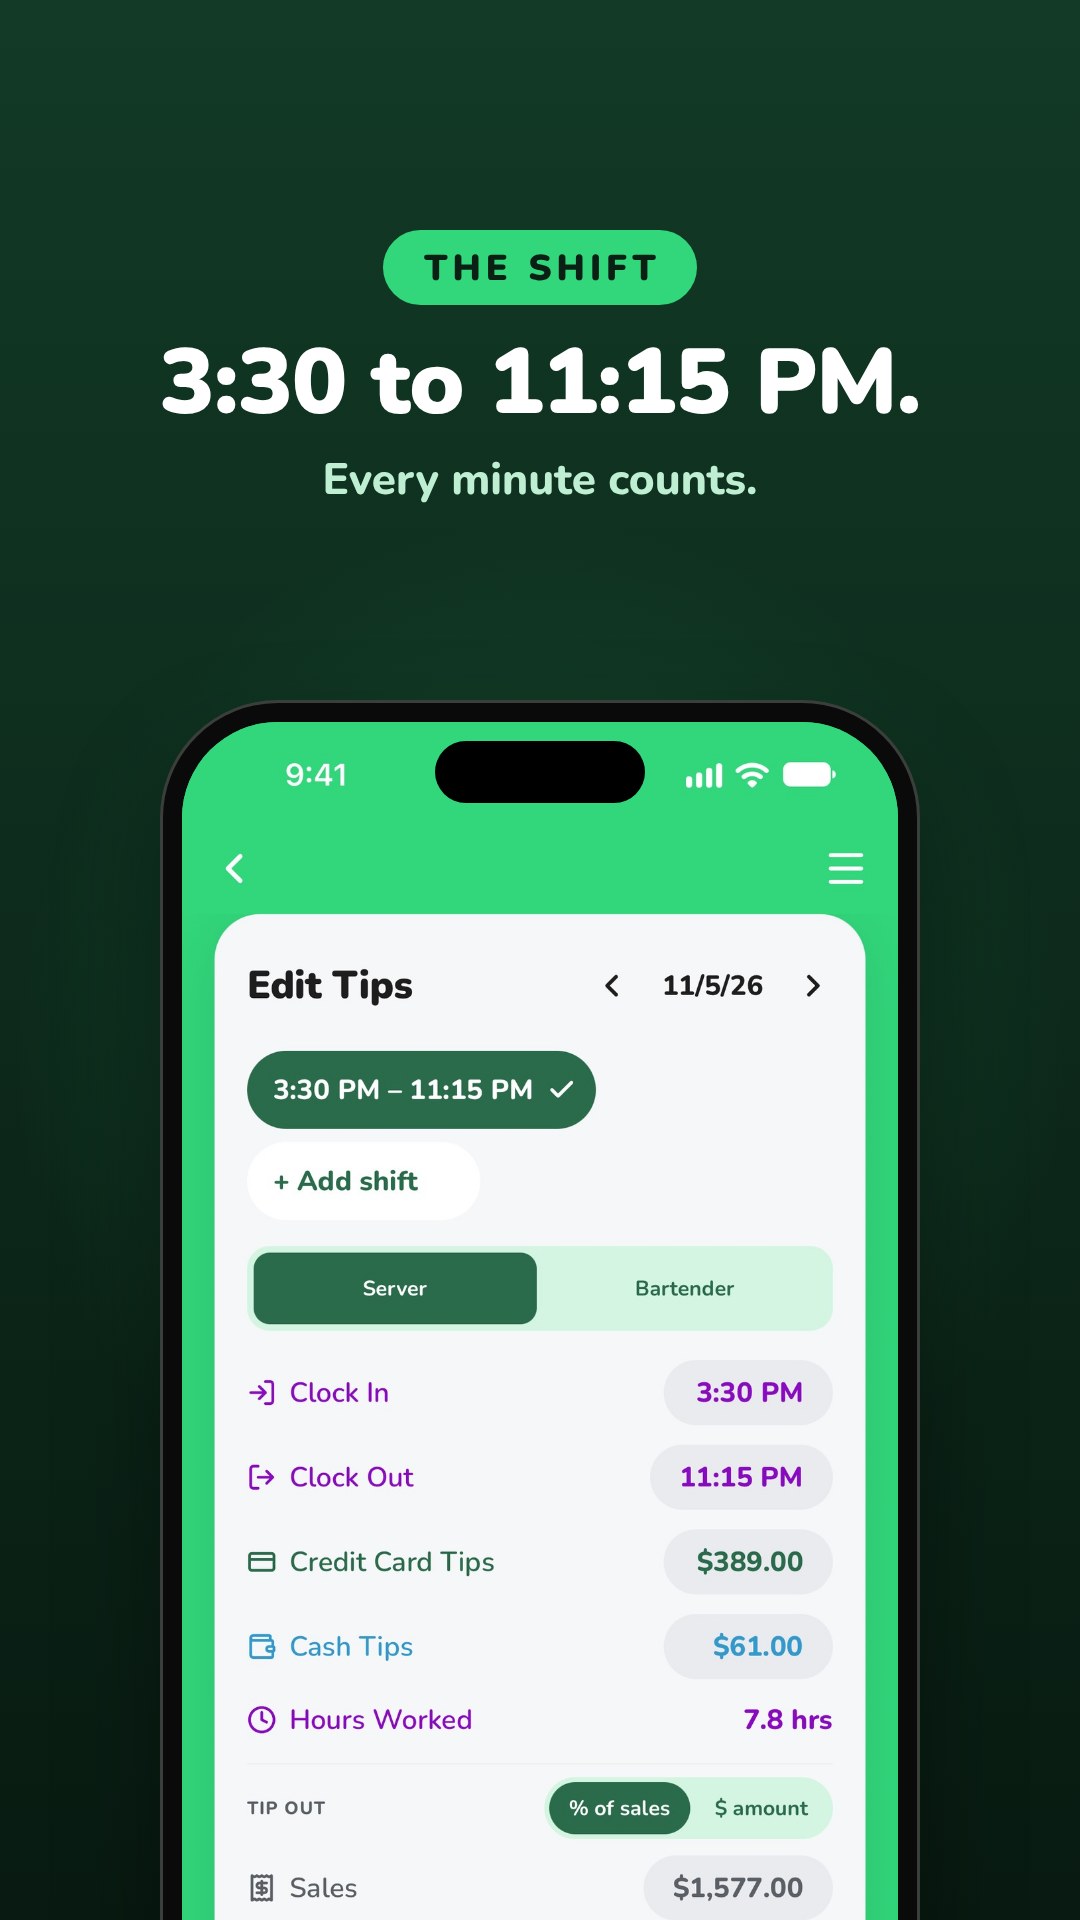 THE SHIFT
3:30 to 11:15 PM.
Every minute counts.
9:41
Edit Tips 11/5/26
3:30 PM – 11:15 PM
+ Add shift
Server Bartender
Clock In 3:30 PM
Clock Out 11:15 PM
Credit Card Tips $389.00
Cash Tips $61.00
Hours Worked 7.8 hrs
TIP OUT % of sales $ amount
Sales $1,577.00